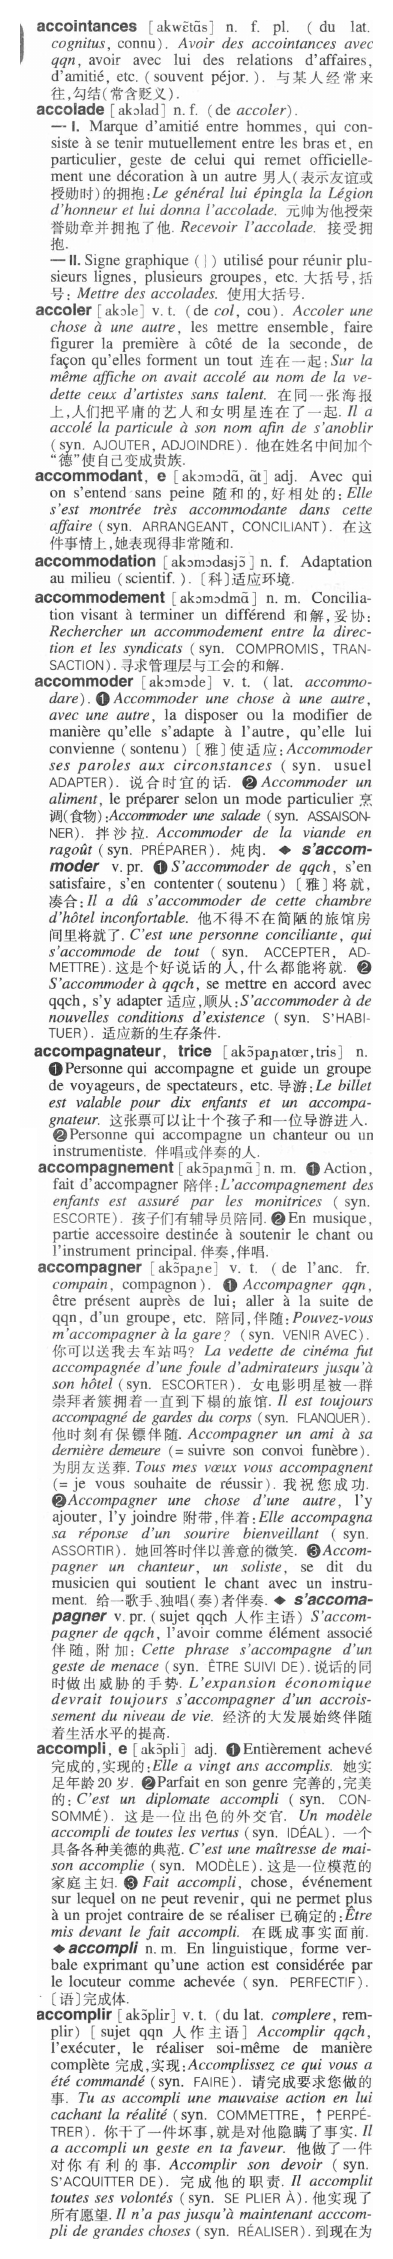 accointances [akwɛ̃tɑ̃s] n. f. pl. (du lat.
cognitus, connu). Avoir des accointances avec
qqn, avoir avec lui des relations d'affaires,
d'amitié, etc. (souvent péjor.). 与某人经常来
往,勾结(常含贬义).
accolade [akɔlad] n. f. (de accoler).
— I. Marque d'amitié entre hommes, qui con-
siste à se tenir mutuellement entre les bras et, en
particulier, geste de celui qui remet officielle-
ment une décoration à un autre 男人(表示友谊或
授勋时)的拥抱:Le général lui épingla la Légion
d'honneur et lui donna l'accolade. 元帅为他授荣
誉勋章并拥抱了他. Recevoir l'accolade. 接受拥
抱.
— II. Signe graphique ( | ) utilisé pour réunir plu-
sieurs lignes, plusieurs groupes, etc. 大括号,括
号: Mettre des accolades. 使用大括号.
accoler [akɔle] v. t. (de col, cou). Accoler une
chose à une autre, les mettre ensemble, faire
figurer la première à côté de la seconde, de
façon qu'elles forment un tout 连在一起:Sur la
même affiche on avait accolé au nom de la ve-
dette ceux d'artistes sans talent. 在同一张海报
上,人们把平庸的艺人和女明星连在了一起. Il a
accolé la particule à son nom afin de s'anoblir
(syn. AJOUTER, ADJOINDRE). 他在姓名中间加个
“德”使自己变成贵族.
accommodant, e [akɔmɔdɑ̃, ɑ̃t] adj. Avec qui
on s'entend sans peine 随和的,好相处的: Elle
s'est montrée très accommodante dans cette
affaire (syn. ARRANGEANT, CONCILIANT). 在这
件事情上,她表现得非常随和.
accommodation [akɔmɔdasjɔ̃] n. f. Adaptation
au milieu (scientif.). [科]适应环境.
accommodement [akɔmɔdmɑ̃] n. m. Concilia-
tion visant à terminer un différend 和解,妥协:
Rechercher un accommodement entre la direc-
tion et les syndicats (syn. COMPROMIS, TRAN-
SACTION). 寻求管理层与工会的和解.
accommoder [akɔmɔde] v. t. (lat. accommo-
dare). ❶ Accommoder une chose à une autre,
avec une autre, la disposer ou la modifier de
manière qu'elle s'adapte à l'autre, qu'elle lui
convienne (sontenu) [雅]使适应:Accommoder
ses paroles aux circonstances (syn. usuel
ADAPTER). 说合时宜的话. ❷ Accommoder un
aliment, le préparer selon un mode particulier 烹
调(食物):Accommoder une salade (syn. ASSAISON-
NER). 拌沙拉. Accommoder de la viande en
ragoût (syn. PRÉPARER). 炖肉. ◆ s'accom-
moder v. pr. ❶ S'accommoder de qqch, s'en
satisfaire, s'en contenter (soutenu) [雅]将就,
凑合:Il a dû s'accommoder de cette chambre
d'hôtel inconfortable. 他不得不在简陋的旅馆房
间里将就了. C'est une personne conciliante, qui
s'accommode de tout (syn. ACCEPTER, AD-
METTRE). 这是个好说话的人,什么都能将就. ❷
S'accommoder à qqch, se mettre en accord avec
qqch, s'y adapter 适应,顺从:S'accommoder à de
nouvelles conditions d'existence (syn. S'HABI-
TUER). 适应新的生存条件.
accompagnateur, trice [akɔ̃paɲatœr,tris] n.
❶ Personne qui accompagne et guide un groupe
de voyageurs, de spectateurs, etc. 导游:Le billet
est valable pour dix enfants et un accompa-
gnateur. 这张票可以让十个孩子和一位导游进入.
❷ Personne qui accompagne un chanteur ou un
instrumentiste. 伴唱或伴奏的人.
accompagnement [akɔ̃paɲmɑ̃] n. m. ❶ Action,
fait d'accompagner 陪伴:L'accompagnement des
enfants est assuré par les monitrices (syn.
ESCORTE). 孩子们有辅导员陪同. ❷ En musique,
partie accessoire destinée à soutenir le chant ou
l'instrument principal. 伴奏,伴唱.
accompagner [akɔ̃paɲe] v. t. (de l'anc. fr.
compain, compagnon). ❶ Accompagner qqn,
être présent auprès de lui; aller à la suite de
qqn, d'un groupe, etc. 陪同,伴随:Pouvez-vous
m'accompagner à la gare? (syn. VENIR AVEC).
你可以送我去车站吗? La vedette de cinéma fut
accompagnée d'une foule d'admirateurs jusqu'à
son hôtel (syn. ESCORTER). 女电影明星被一群
崇拜者簇拥着一直到下榻的旅馆. Il est toujours
accompagné de gardes du corps (syn. FLANQUER).
他时刻有保镖伴随. Accompagner un ami à sa
dernière demeure (= suivre son convoi funèbre).
为朋友送葬. Tous mes vœux vous accompagnent
(= je vous souhaite de réussir). 我祝您成功.
❷ Accompagner une chose d'une autre, l'y
ajouter, l'y joindre 附带,伴着:Elle accompagna
sa réponse d'un sourire bienveillant (syn.
ASSORTIR). 她回答时伴以善意的微笑. ❸ Accom-
pagner un chanteur, un soliste, se dit du
musicien qui soutient le chant avec un instru-
ment. 给一歌手、独唱(奏)者伴奏. ◆ s'accoma-
pagner v. pr. (sujet qqch 人作主语) S'accom-
pagner de qqch, l'avoir comme élément associé
伴随, 附加: Cette phrase s'accompagne d'un
geste de menace (syn. ÊTRE SUIVI DE). 说话的同
时做出威胁的手势. L'expansion économique
devrait toujours s'accompagner d'un accrois-
sement du niveau de vie. 经济的大发展始终伴随
着生活水平的提高.
accompli, e [akɔ̃pli] adj. ❶ Entièrement achevé
完成的,实现的:Elle a vingt ans accomplis. 她实
足年龄20岁. ❷ Parfait en son genre 完善的,完美
的: C'est un diplomate accompli (syn. CON-
SOMMÉ). 这是一位出色的外交官. Un modèle
accompli de toutes les vertus (syn. IDÉAL). 一个
具备各种美德的典范. C'est une maîtresse de mai-
son accomplie (syn. MODÈLE). 这是一位模范的
家庭主妇. ❸ Fait accompli, chose, événement
sur lequel on ne peut revenir, qui ne permet plus
à un projet contraire de se réaliser 已确定的:Être
mis devant le fait accompli. 在既成事实面前.
◆ accompli n. m. En linguistique, forme ver-
bale exprimant qu'une action est considérée par
le locuteur comme achevée (syn. PERFECTIF).
[语]完成体.
accomplir [akɔ̃plir] v. t. (du lat. complere, rem-
plir) [sujet qqn 人作主语] Accomplir qqch,
l'exécuter, le réaliser soi-même de manière
complète 完成,实现:Accomplissez ce qui vous a
été commandé (syn. FAIRE). 请完成要求您做的
事. Tu as accompli une mauvaise action en lui
cachant la réalité (syn. COMMETTRE, ↑ PERPÉ-
TRER). 你干了一件坏事,就是对他隐瞒了事实. Il
a accompli un geste en ta faveur. 他做了一件
对你有利的事. Accomplir son devoir (syn.
S'ACQUITTER DE). 完成他的职责. Il accomplit
toutes ses volontés (syn. SE PLIER À). 他实现了
所有愿望. Il n'a pas jusqu'à maintenant acccom-
pli de grandes choses (syn. RÉALISER). 到现在为